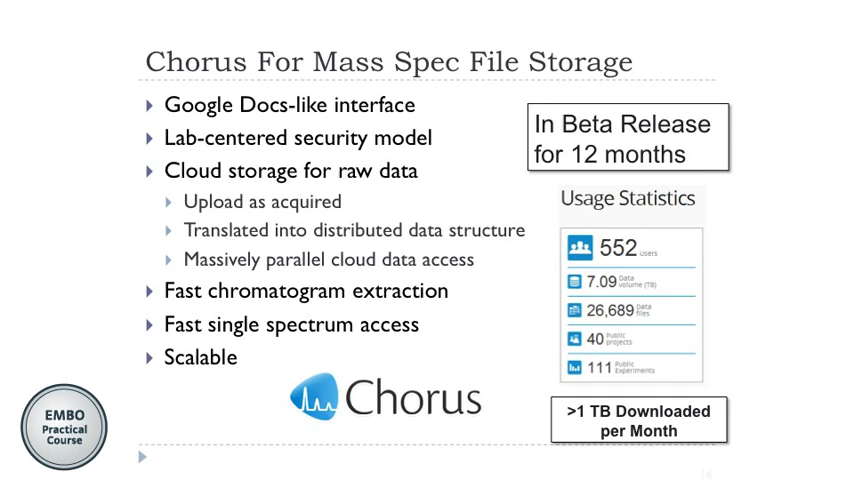 Chorus For Mass Spec File Storage
Google Docs-like interface
Lab-centered security model
Cloud storage for raw data
Upload as acquired
Translated into distributed data structure
Massively parallel cloud data access
Fast chromatogram extraction
Fast single spectrum access
Scalable
In Beta Release
for 12 months
Usage Statistics
552 Users
7.09 Data
volume (TB)
26,689 Data
files
40 Public
projects
111 Public
Experiments
>1 TB Downloaded
per Month
Chorus
EMBO
Practical
Course
16